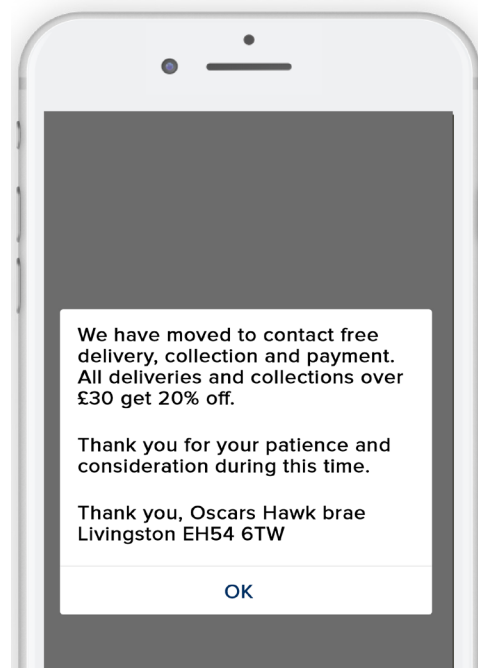 We have moved to contact free
delivery, collection and payment.
All deliveries and collections over
£30 get 20% off.
Thank you for your patience and
consideration during this time.
Thank you, Oscars Hawk brae
Livingston EH54 6TW
OK